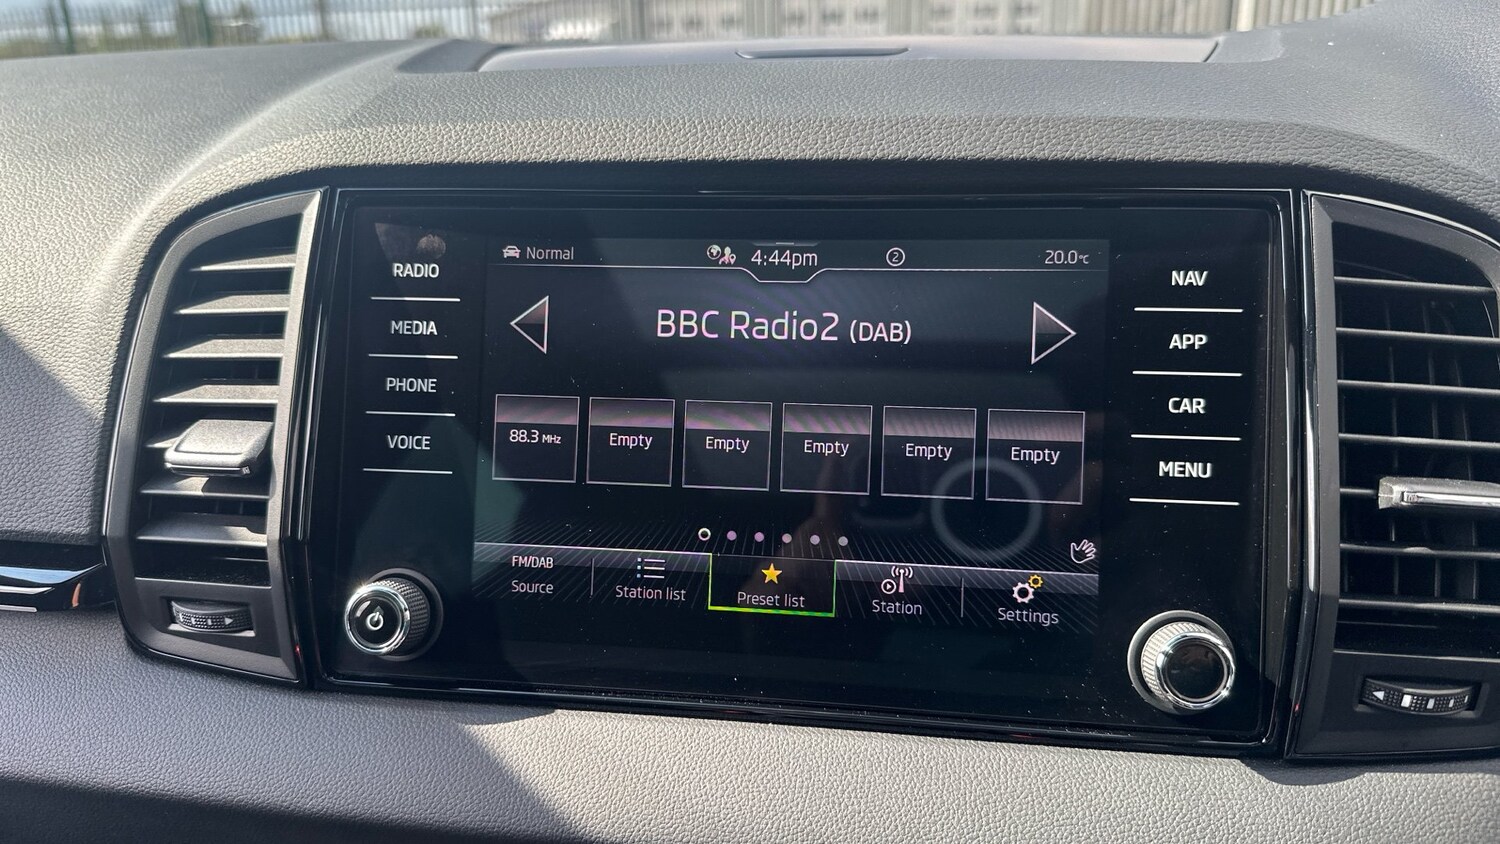 Normal
4:44pm
2
20.0°C
RADIO
MEDIA
PHONE
VOICE
BBC Radio2 (DAB)
88.3 MHz
Empty
Empty
Empty
Empty
Empty
FM/DAB
Source
Station list
Preset list
Station
Settings
NAV
APP
CAR
MENU